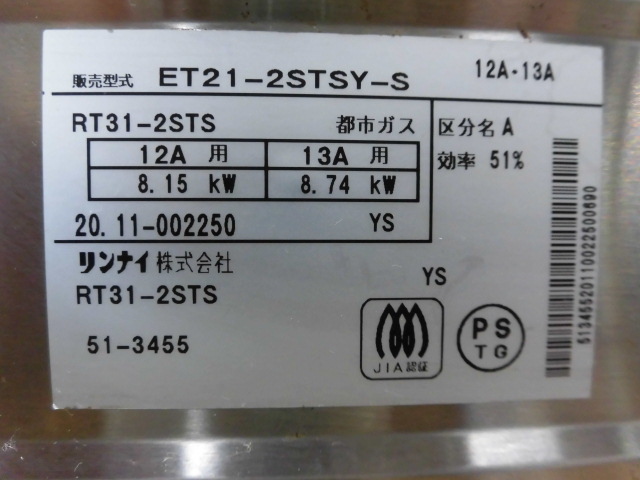 販売型式 ET21-2STSY-S 12A-13A
RT31-2STS 都市ガス
12A 用 13A 用
8.15 kW 8.74 kW
20.11-002250 YS
区分名 A
効率 51%
リンナイ株式会社
RT31-2STS YS
51-3455
JIA認証
PS
TG
51345520110022500690